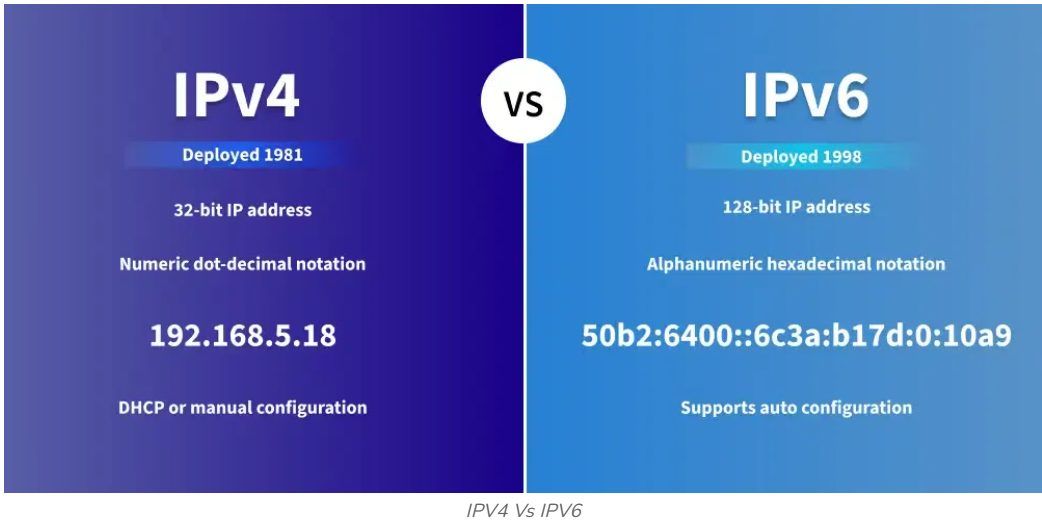 IPv4
Deployed 1981
32-bit IP address
Numeric dot-decimal notation
192.168.5.18
DHCP or manual configuration
VS
IPv6
Deployed 1998
128-bit IP address
Alphanumeric hexadecimal notation
50b2:6400::6c3a:b17d:0:10a9
Supports auto configuration
IPV4 Vs IPV6